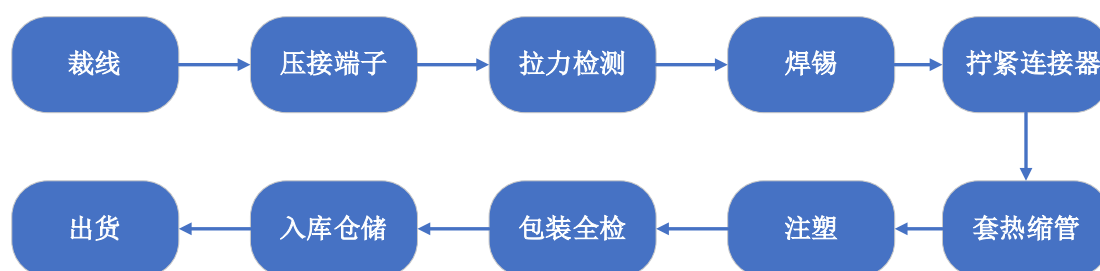 裁线
压接端子
拉力检测
焊锡
拧紧连接器
套热缩管
注塑
包装全检
入库仓储
出货